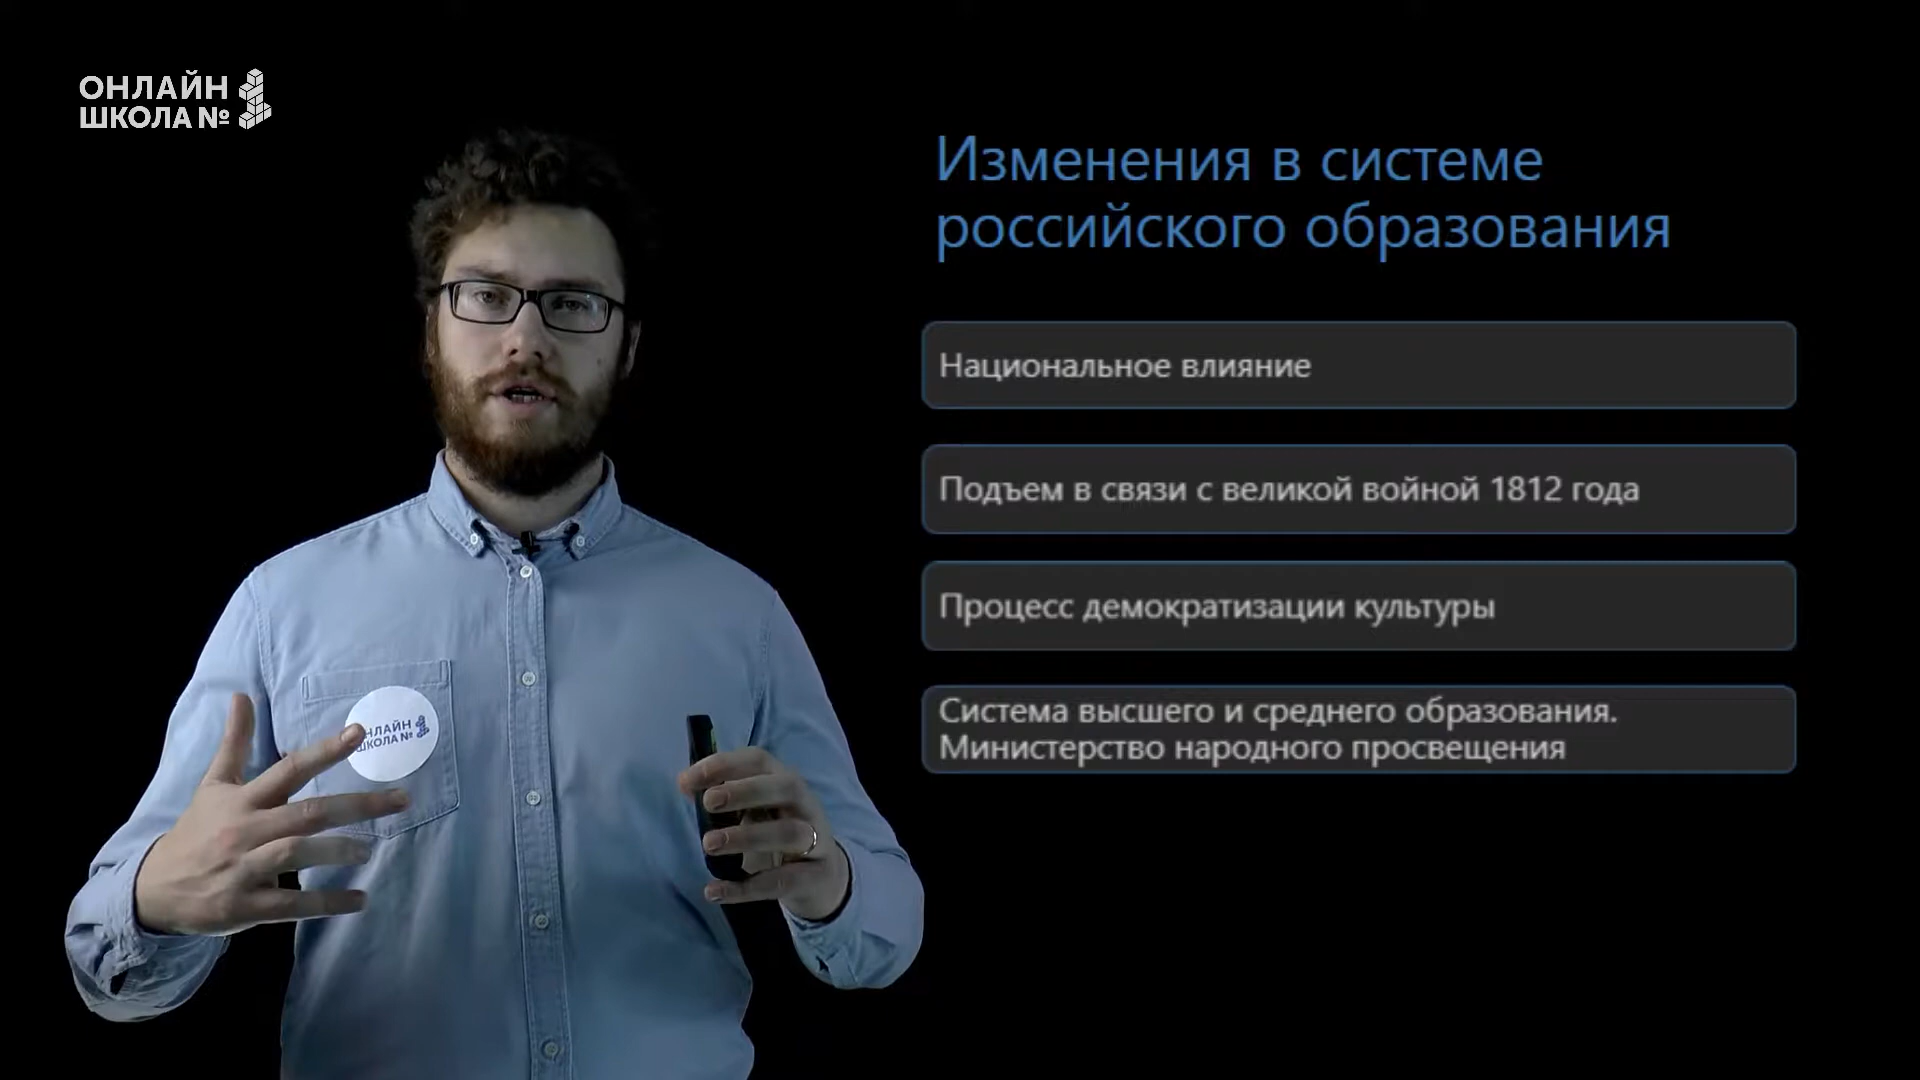 ОНЛАЙН
ШКОЛА №
Изменения в системе
российского образования
Национальное влияние
Подъем в связи с великой войной 1812 года
Процесс демократизации культуры
Система высшего и среднего образования.
Министерство народного просвещения
НЛАЙН
ШКОЛА №